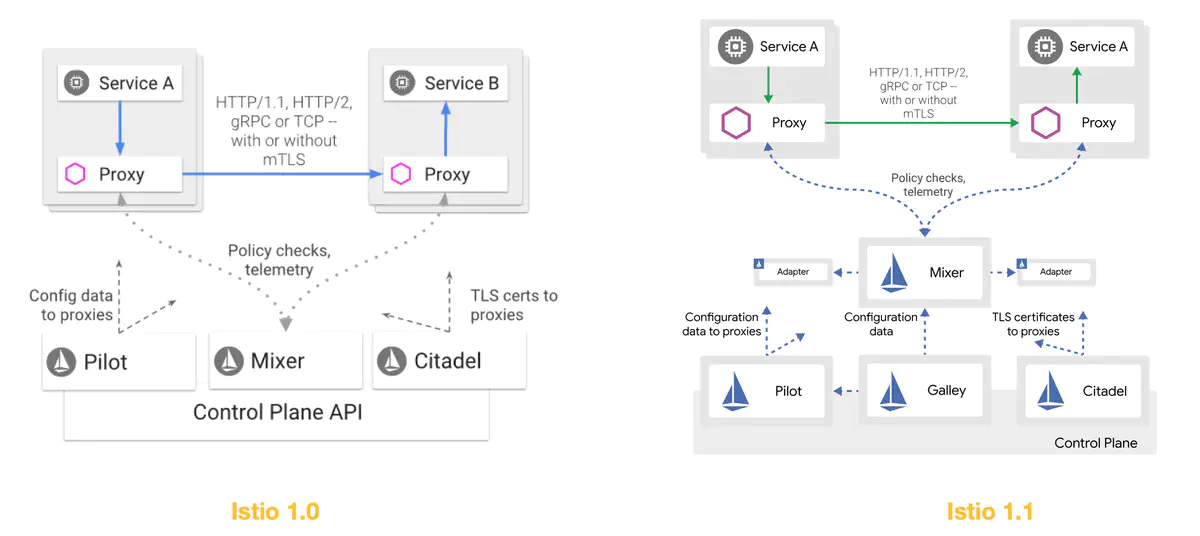 Service A
Service B
HTTP/1.1, HTTP/2,
gRPC or TCP --
with or without
mTLS
Proxy
Proxy
Policy checks,
telemetry
Config data
to proxies
TLS certs to
proxies
Pilot
Mixer
Citadel
Control Plane API
Istio 1.0
Service A
Service A
HTTP/1.1, HTTP/2,
gRPC or TCP --
with or without
mTLS
Proxy
Proxy
Policy checks,
telemetry
Mixer
Adapter
Adapter
Configuration
data to proxies
Configuration
data
TLS certificates
to proxies
Pilot
Galley
Citadel
Control Plane
Istio 1.1